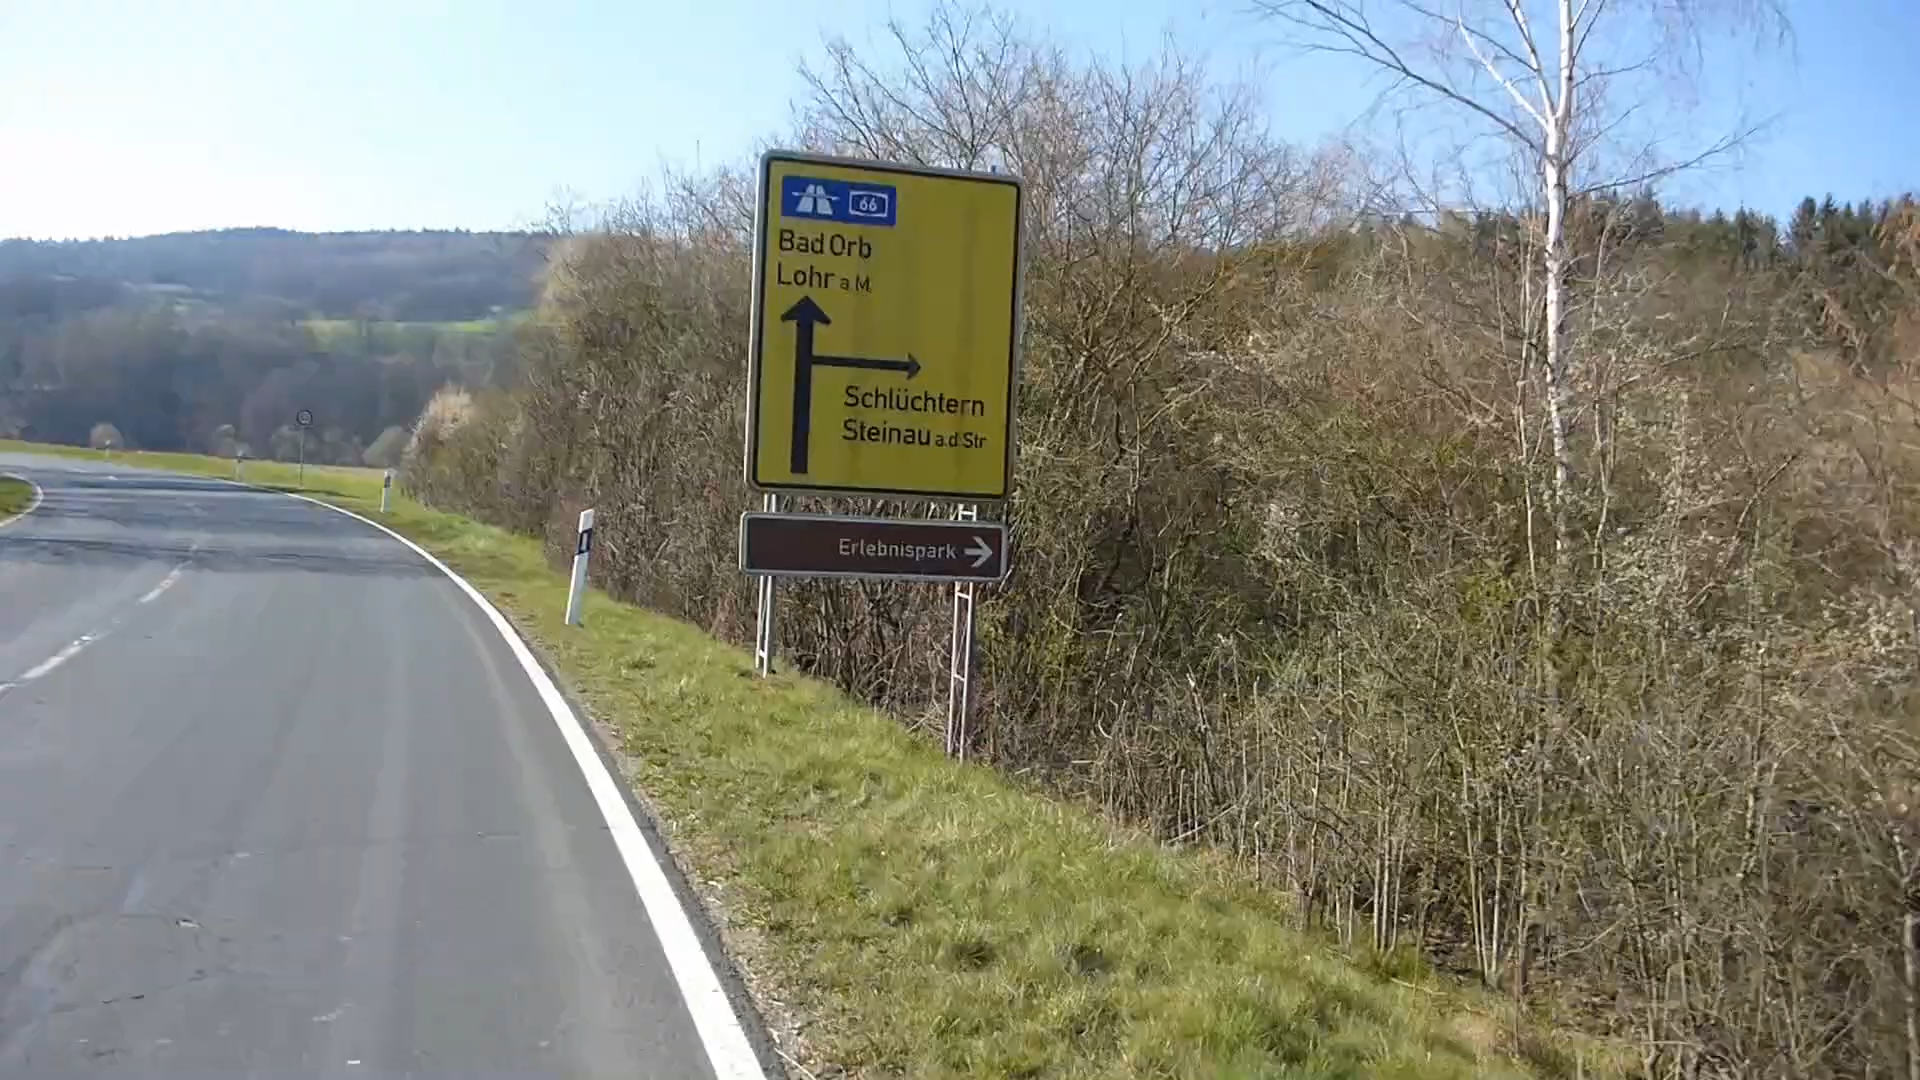 66
Bad Orb
Lohr a.M.
Schlüchtern
Steinau a.d Str
Erlebnispark